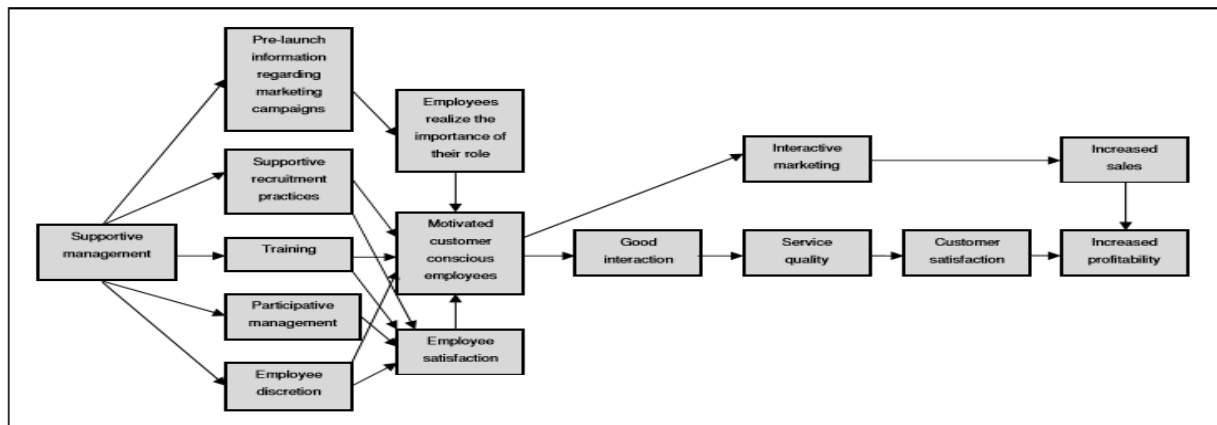 Pre-launch
information
regarding
marketing
campaigns
Employees
realize the
importance of
their role
Supportive
recruitment
practices
Interactive
marketing
Increased
sales
Supportive
management
Training
Motivated
customer
conscious
employees
Good
interaction
Service
quality
Customer
satisfaction
Increased
profitability
Participative
management
Employee
satisfaction
Employee
discretion